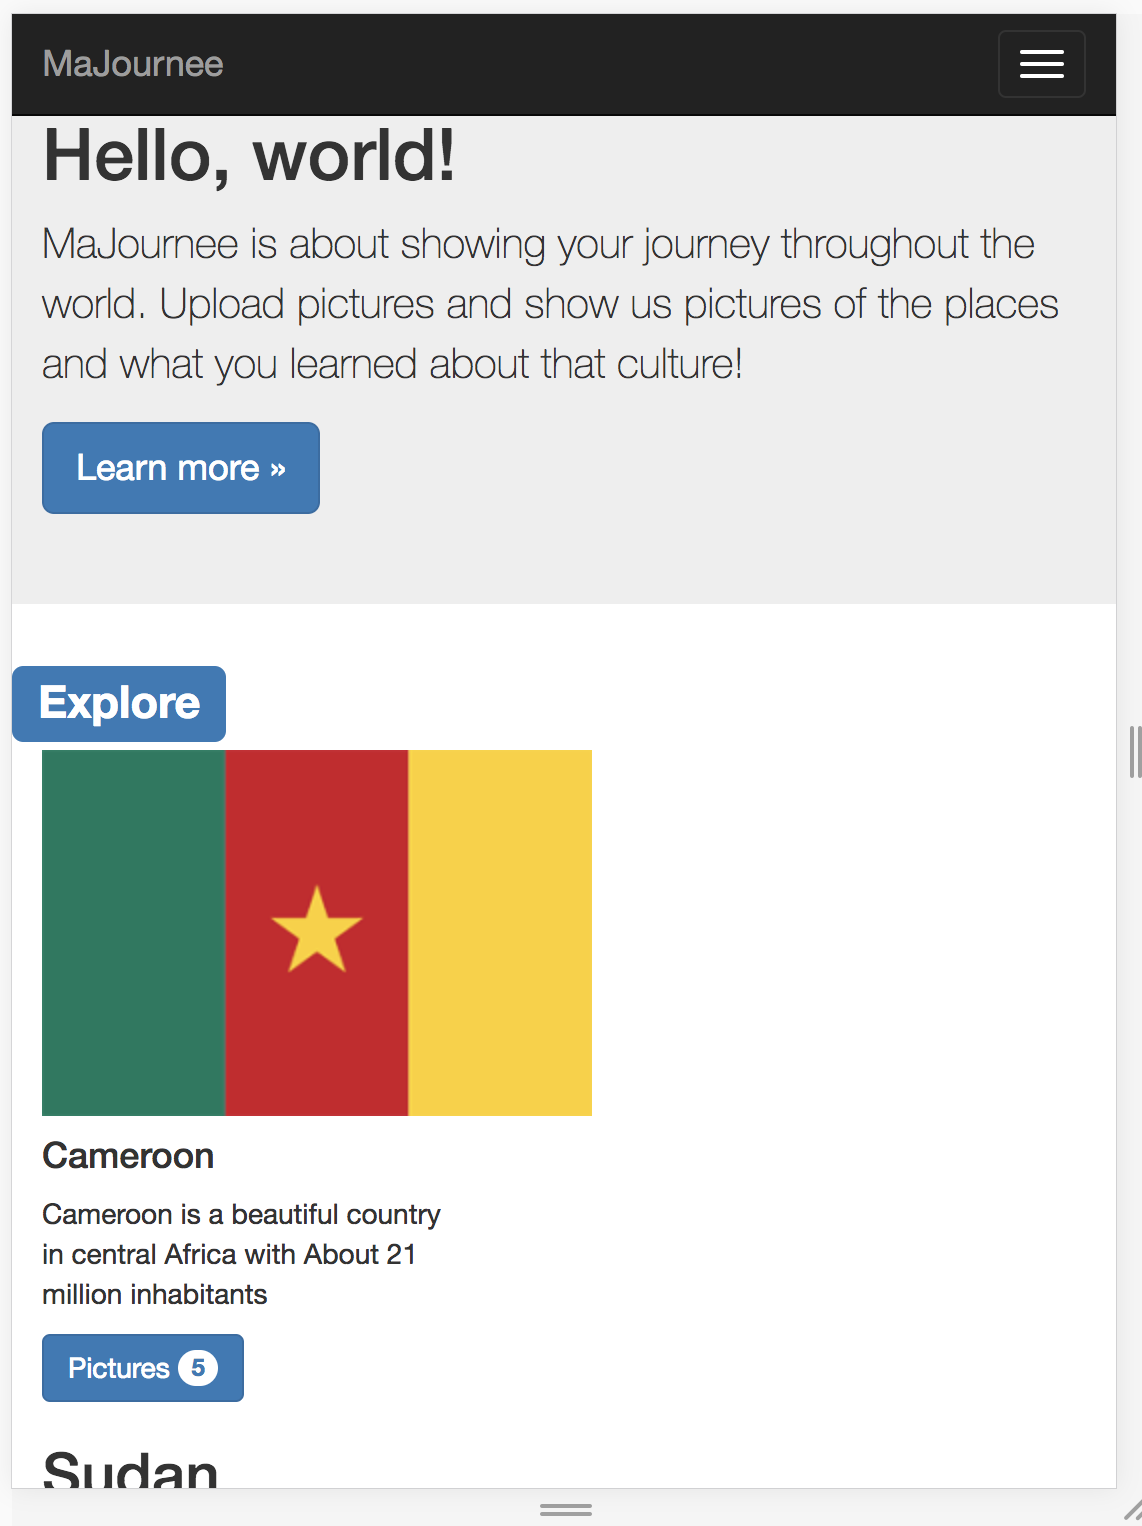 MaJournee
Hello, world!
MaJournee is about showing your journey throughout the
world. Upload pictures and show us pictures of the places
and what you learned about that culture!
Learn more »
Explore
Cameroon
Cameroon is a beautiful country
in central Africa with About 21
million inhabitants
Pictures 5
Sudan